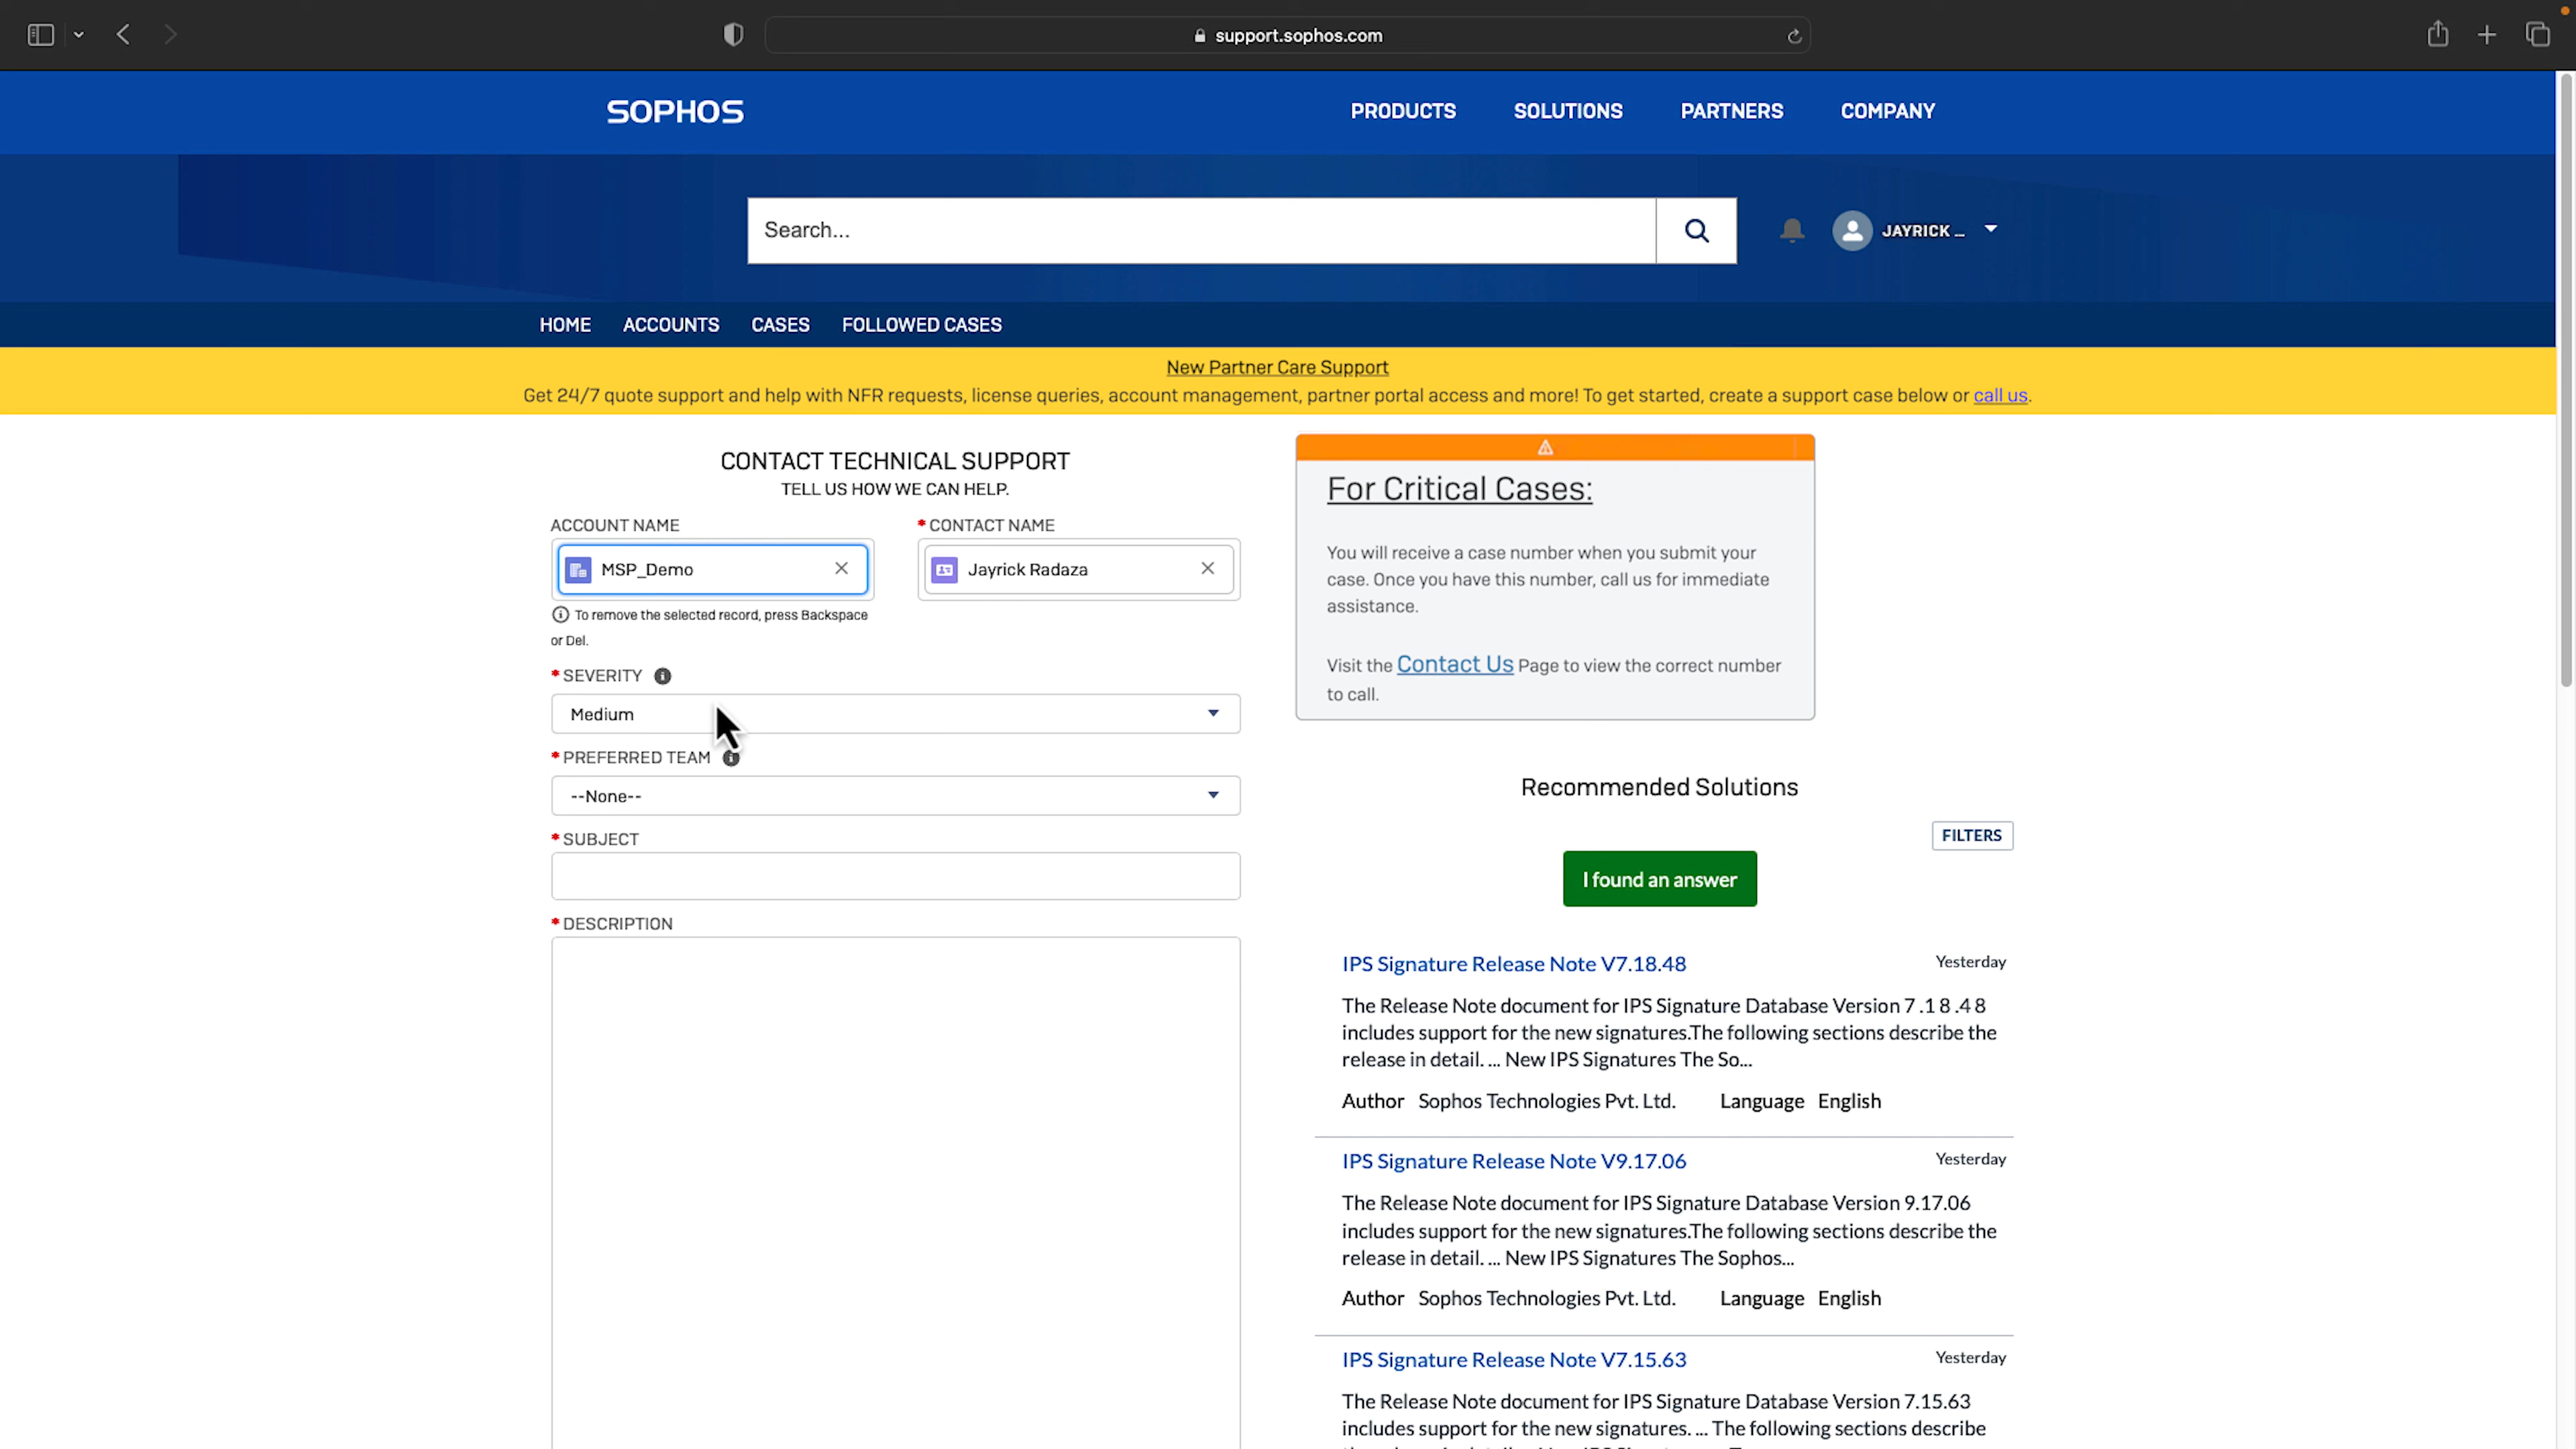 support.sophos.com
SOPHOS
PRODUCTS
SOLUTIONS
PARTNERS
COMPANY
Search...
JAYRICK ...
HOME
ACCOUNTS
CASES
FOLLOWED CASES
New Partner Care Support
Get 24/7 quote support and help with NFR requests, license queries, account management, partner portal access and more! To get started, create a support case below or call us.
CONTACT TECHNICAL SUPPORT
TELL US HOW WE CAN HELP.
ACCOUNT NAME
* CONTACT NAME
MSP_Demo
Jayrick Radaza
To remove the selected record, press Backspace
or Del.
* SEVERITY
Medium
* PREFERRED TEAM
--None--
* SUBJECT
* DESCRIPTION
For Critical Cases:
You will receive a case number when you submit your
case. Once you have this number, call us for immediate
assistance.
Visit the Contact Us Page to view the correct number
to call.
Recommended Solutions
FILTERS
I found an answer
IPS Signature Release Note V7.18.48
Yesterday
The Release Note document for IPS Signature Database Version 7.18.48
includes support for the new signatures.The following sections describe the
release in detail. ... New IPS Signatures The So...
Author Sophos Technologies Pvt. Ltd. Language English
IPS Signature Release Note V9.17.06
Yesterday
The Release Note document for IPS Signature Database Version 9.17.06
includes support for the new signatures.The following sections describe the
release in detail. ... New IPS Signatures The Sophos...
Author Sophos Technologies Pvt. Ltd. Language English
IPS Signature Release Note V7.15.63
Yesterday
The Release Note document for IPS Signature Database Version 7.15.63
includes support for the new signatures. ... The following sections describe